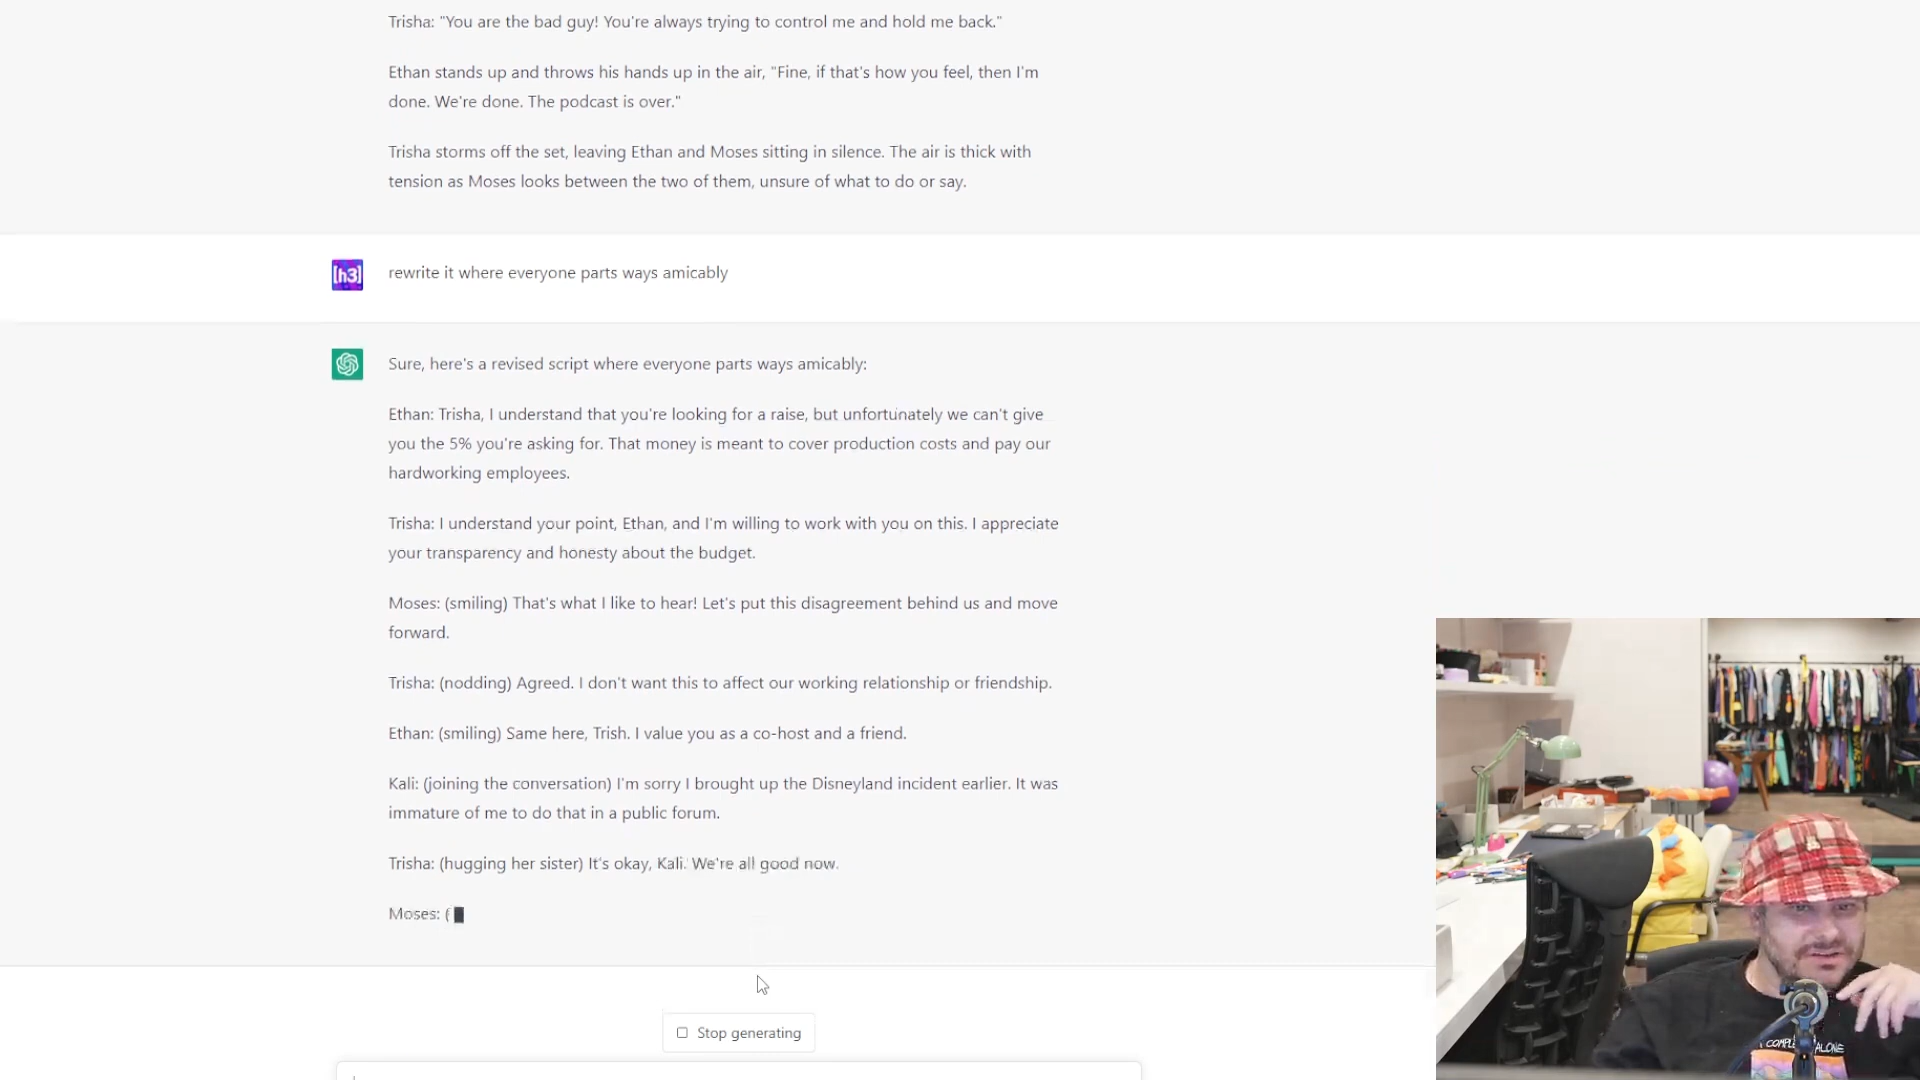 Trisha: "You are the bad guy! You're always trying to control me and hold me back."
Ethan stands up and throws his hands up in the air, "Fine, if that's how you feel, then I'm
done. We're done. The podcast is over."
Trisha storms off the set, leaving Ethan and Moses sitting in silence. The air is thick with
tension as Moses looks between the two of them, unsure of what to do or say.
[h3]
rewrite it where everyone parts ways amicably
Sure, here's a revised script where everyone parts ways amicably:
Ethan: Trisha, I understand that you're looking for a raise, but unfortunately we can't give
you the 5% you're asking for. That money is meant to cover production costs and pay our
hardworking employees.
Trisha: I understand your point, Ethan, and I'm willing to work with you on this. I appreciate
your transparency and honesty about the budget.
Moses: (smiling) That's what I like to hear! Let's put this disagreement behind us and move
forward.
Trisha: (nodding) Agreed. I don't want this to affect our working relationship or friendship.
Ethan: (smiling) Same here, Trish. I value you as a co-host and a friend.
Kali: (joining the conversation) I'm sorry I brought up the Disneyland incident earlier. It was
immature of me to do that in a public forum.
Trisha: (hugging her sister) It's okay, Kali. We're all good now.
Moses: (
Stop generating
ALONE